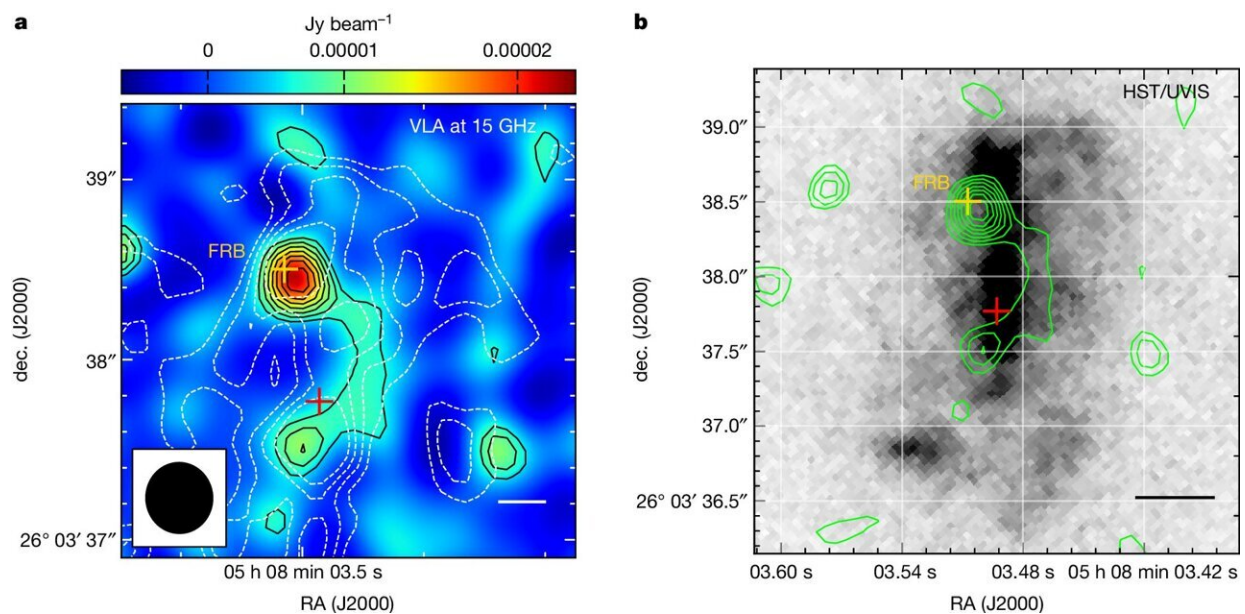 a
Jy beam–1
0 0.00001 0.00002
VLA at 15 GHz
39″
FRB
38″
26° 03′ 37″
dec. (J2000)
05 h 08 min 03.5 s
RA (J2000)
b
HST/UVIS
39.0″
FRB
38.5″
38.0″
37.5″
37.0″
26° 03′ 36.5″
dec. (J2000)
03.60 s 03.54 s 03.48 s 05 h 08 min 03.42 s
RA (J2000)